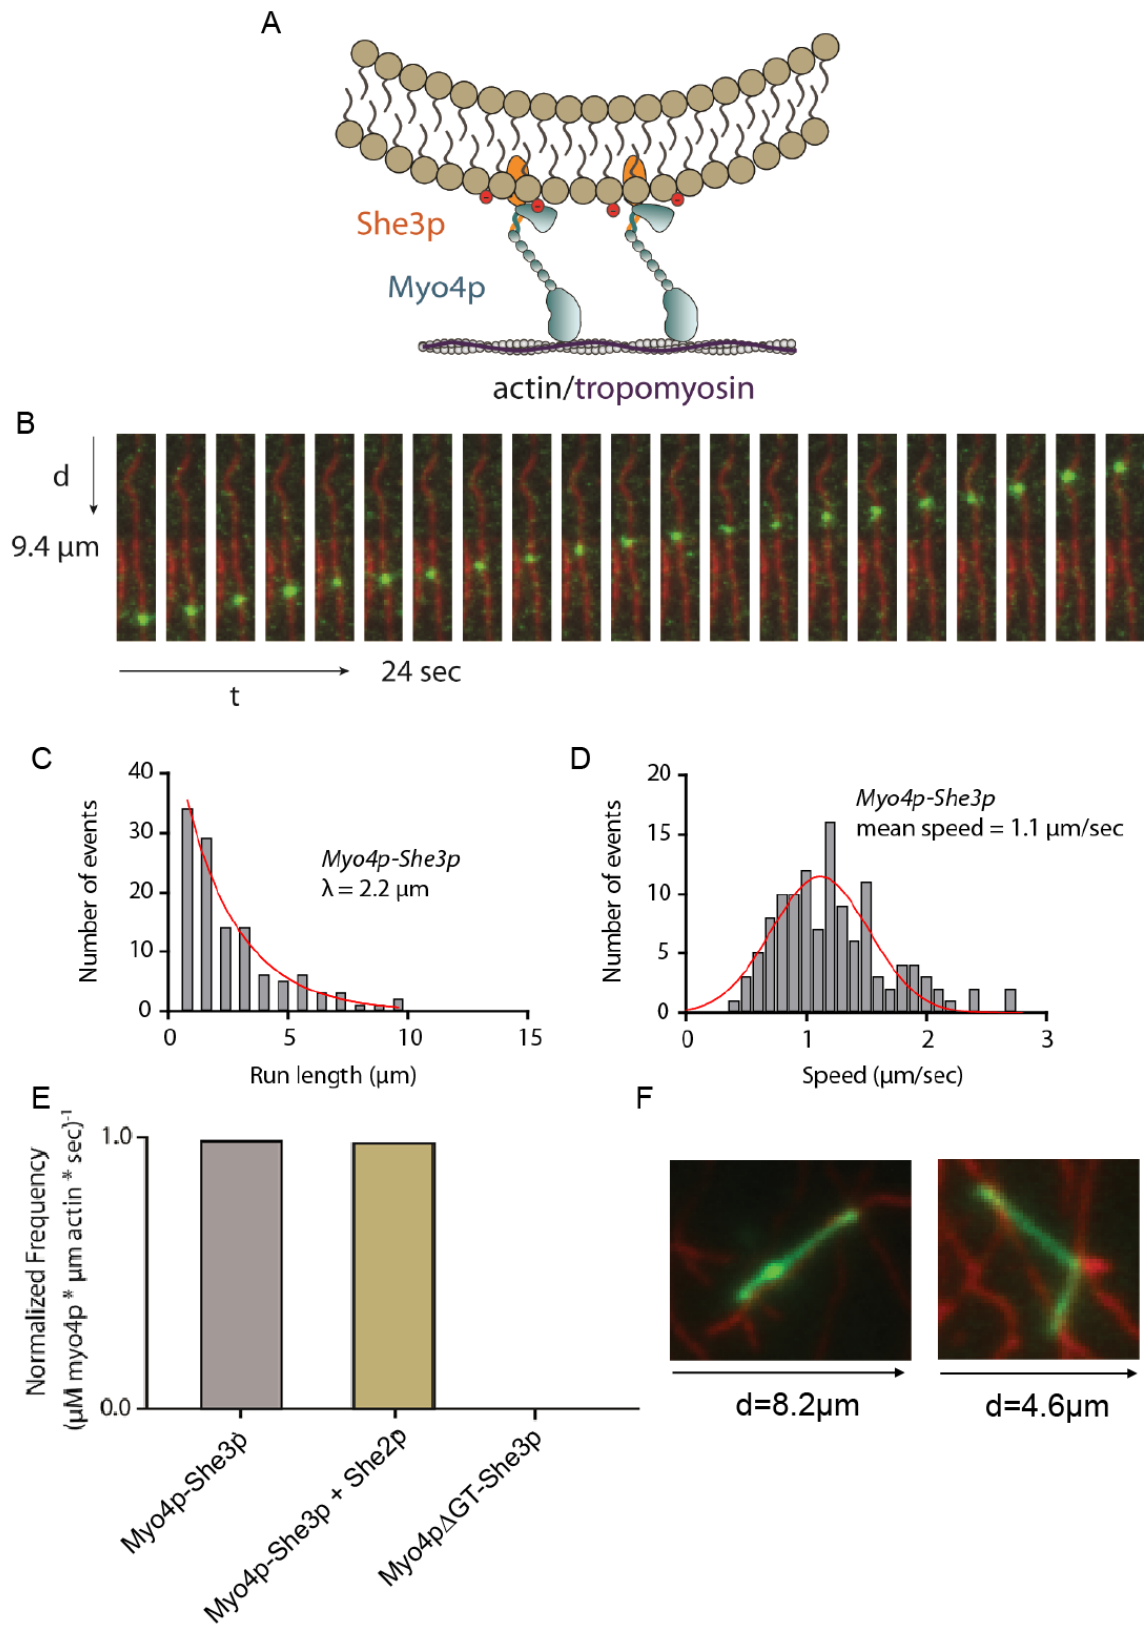 A
She3p
Myo4p
actin/tropomyosin
B
d
9.4 µm
24 sec
t
C
Number of events
40
30
20
10
0
Myo4p-She3p
λ = 2.2 µm
0
5
10
15
Run length (µm)
D
Number of events
20
15
10
5
0
Myo4p-She3p
mean speed = 1.1 µm/sec
0
1
2
3
Speed (µm/sec)
E
Normalized Frequency
(µM myo4p * µm actin * sec)⁻¹
1.0
0.0
Myo4p-She3p
Myo4p-She3p + She2p
Myo4pΔGT-She3p
F
d=8.2µm
d=4.6µm